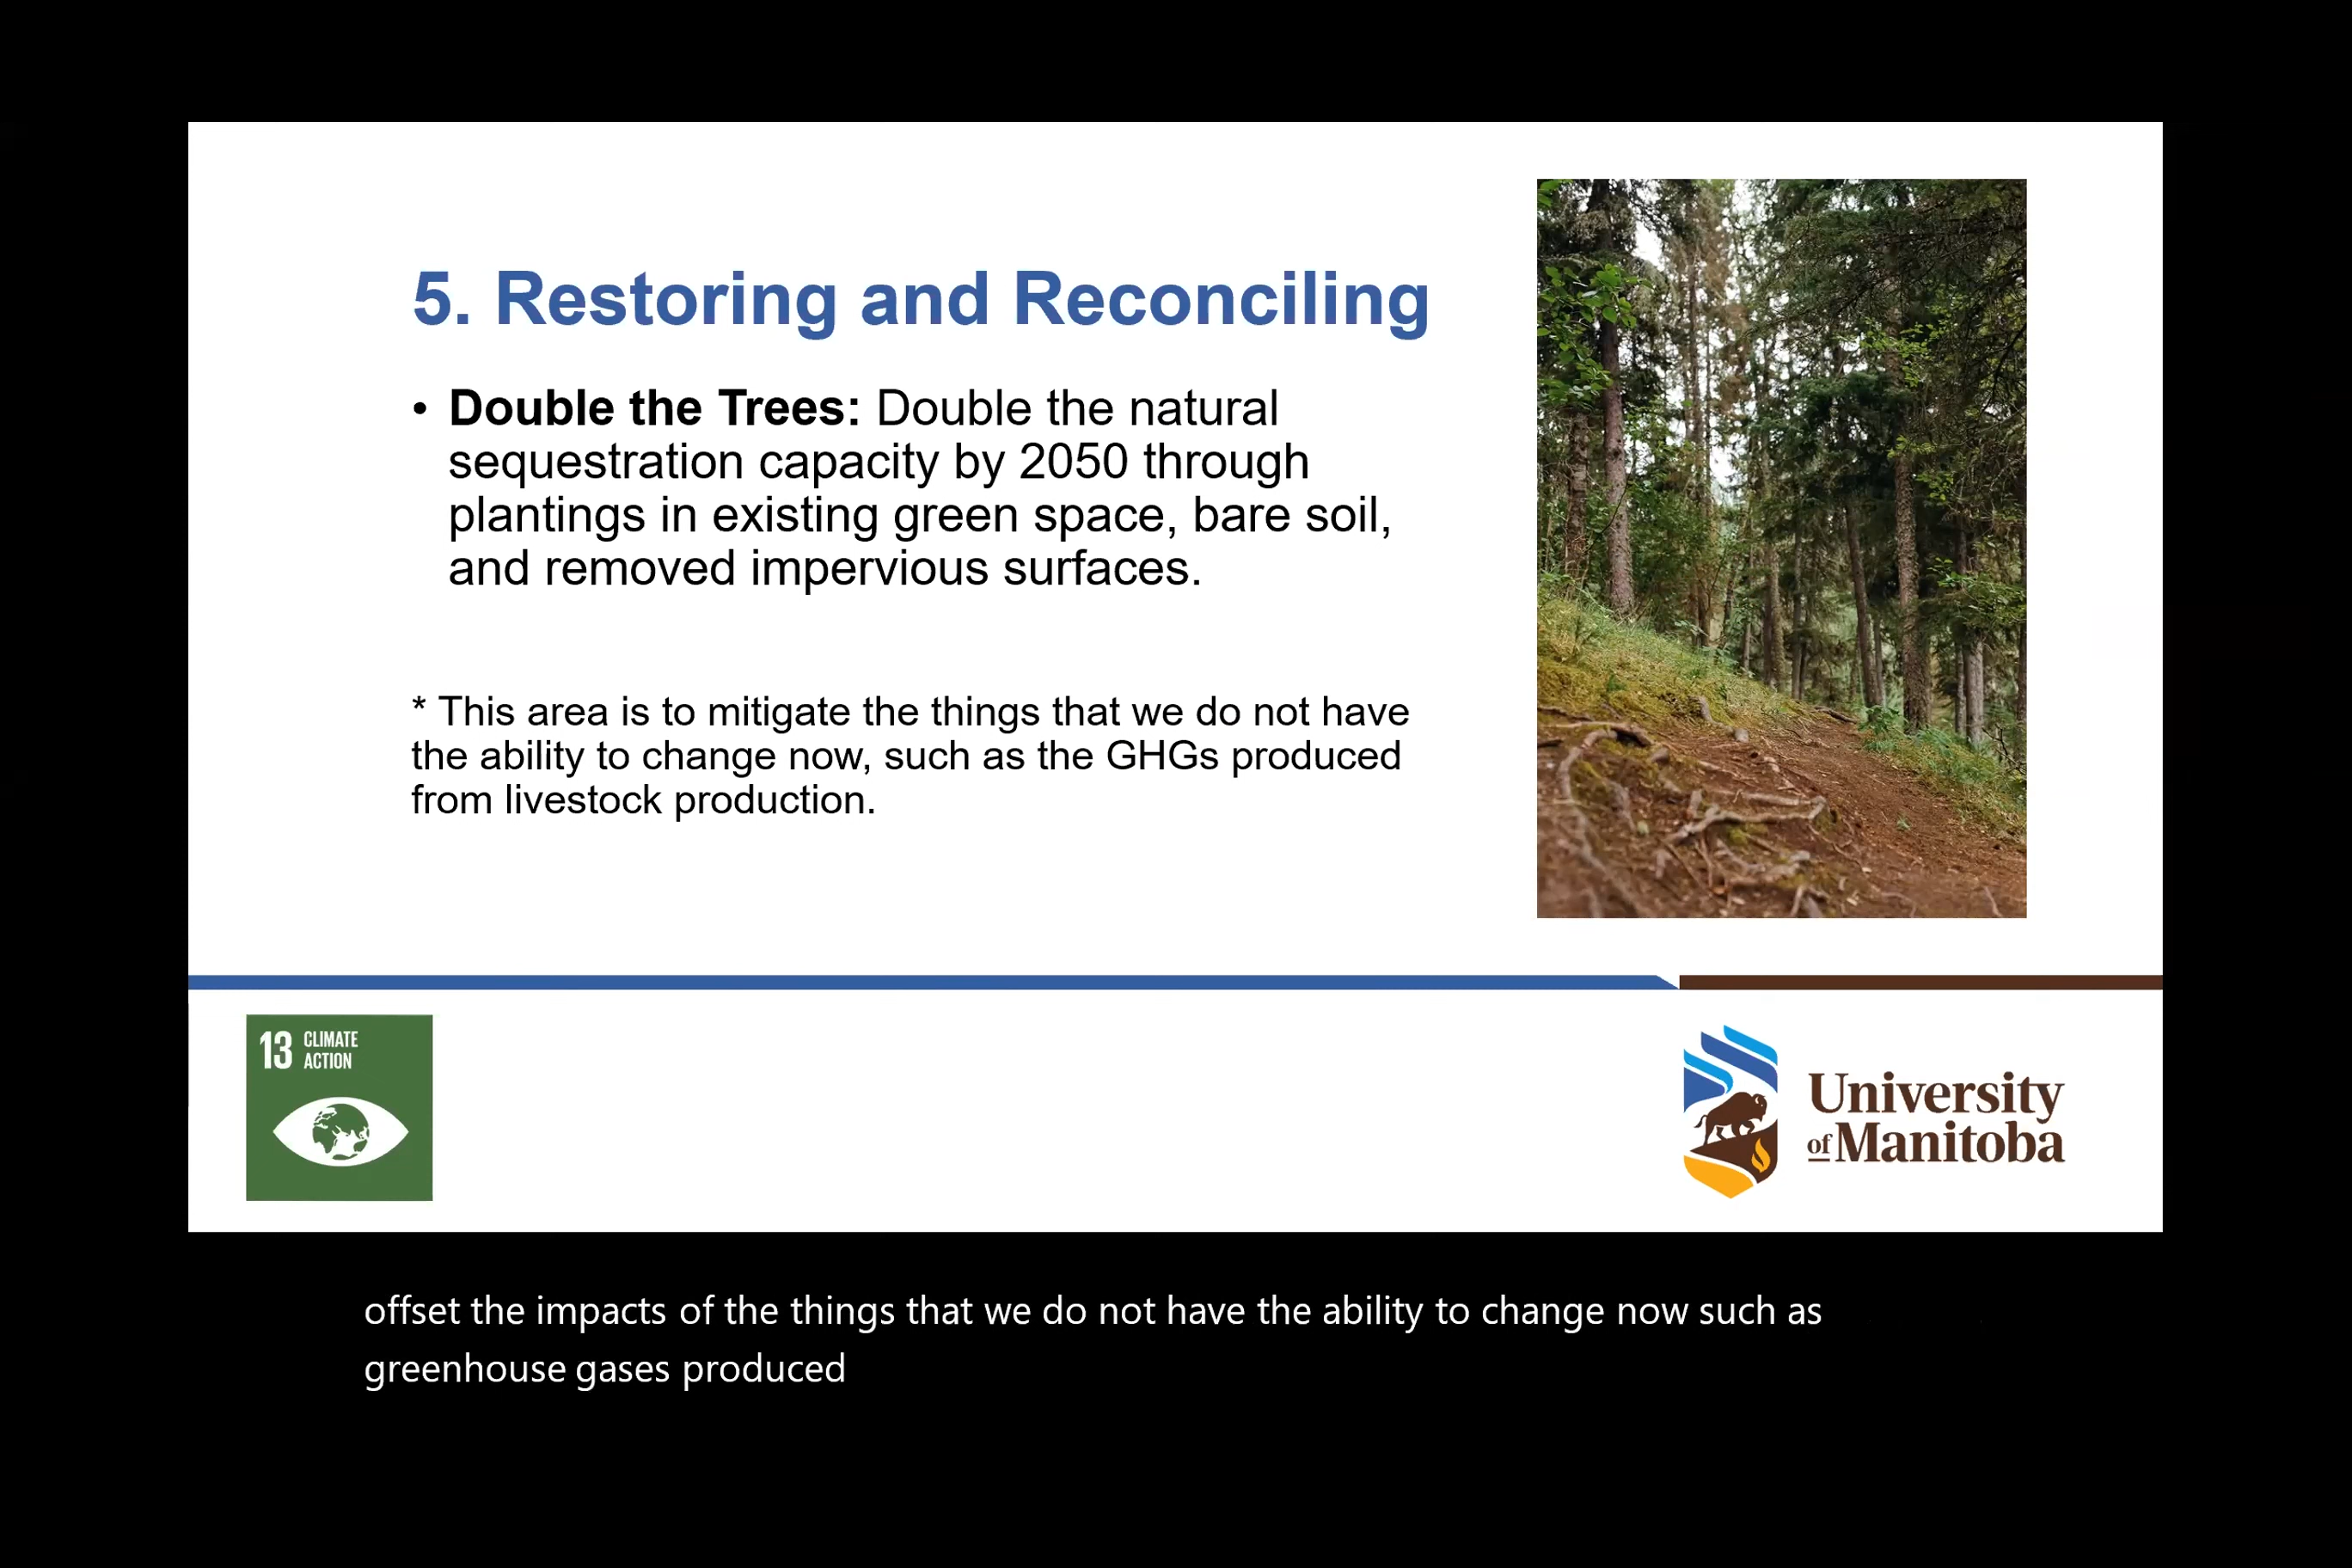 5. Restoring and Reconciling
• Double the Trees: Double the natural
sequestration capacity by 2050 through
plantings in existing green space, bare soil,
and removed impervious surfaces.
* This area is to mitigate the things that we do not have
the ability to change now, such as the GHGs produced
from livestock production.
13 CLIMATE
ACTION
University
of Manitoba
offset the impacts of the things that we do not have the ability to change now such as
greenhouse gases produced